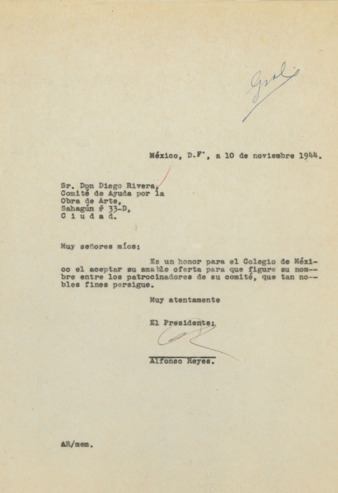 Gral.
México, D.F., a 10 de noviembre 1944.
Sr. Don Diego Rivera,
Comité de Ayuda por la
Obra de Arte,
Sahagún # 33-D,
C i u d a d.
Muy señores míos:
Es un honor para el Colegio de Méxi-
co el aceptar su amable oferta para que figure su nom--
bre entre los patrocinadores de su comité, que tan no-
bles fines persigue.
Muy atentamente
El Presidente:
Alfonso Reyes.
AR/mem.